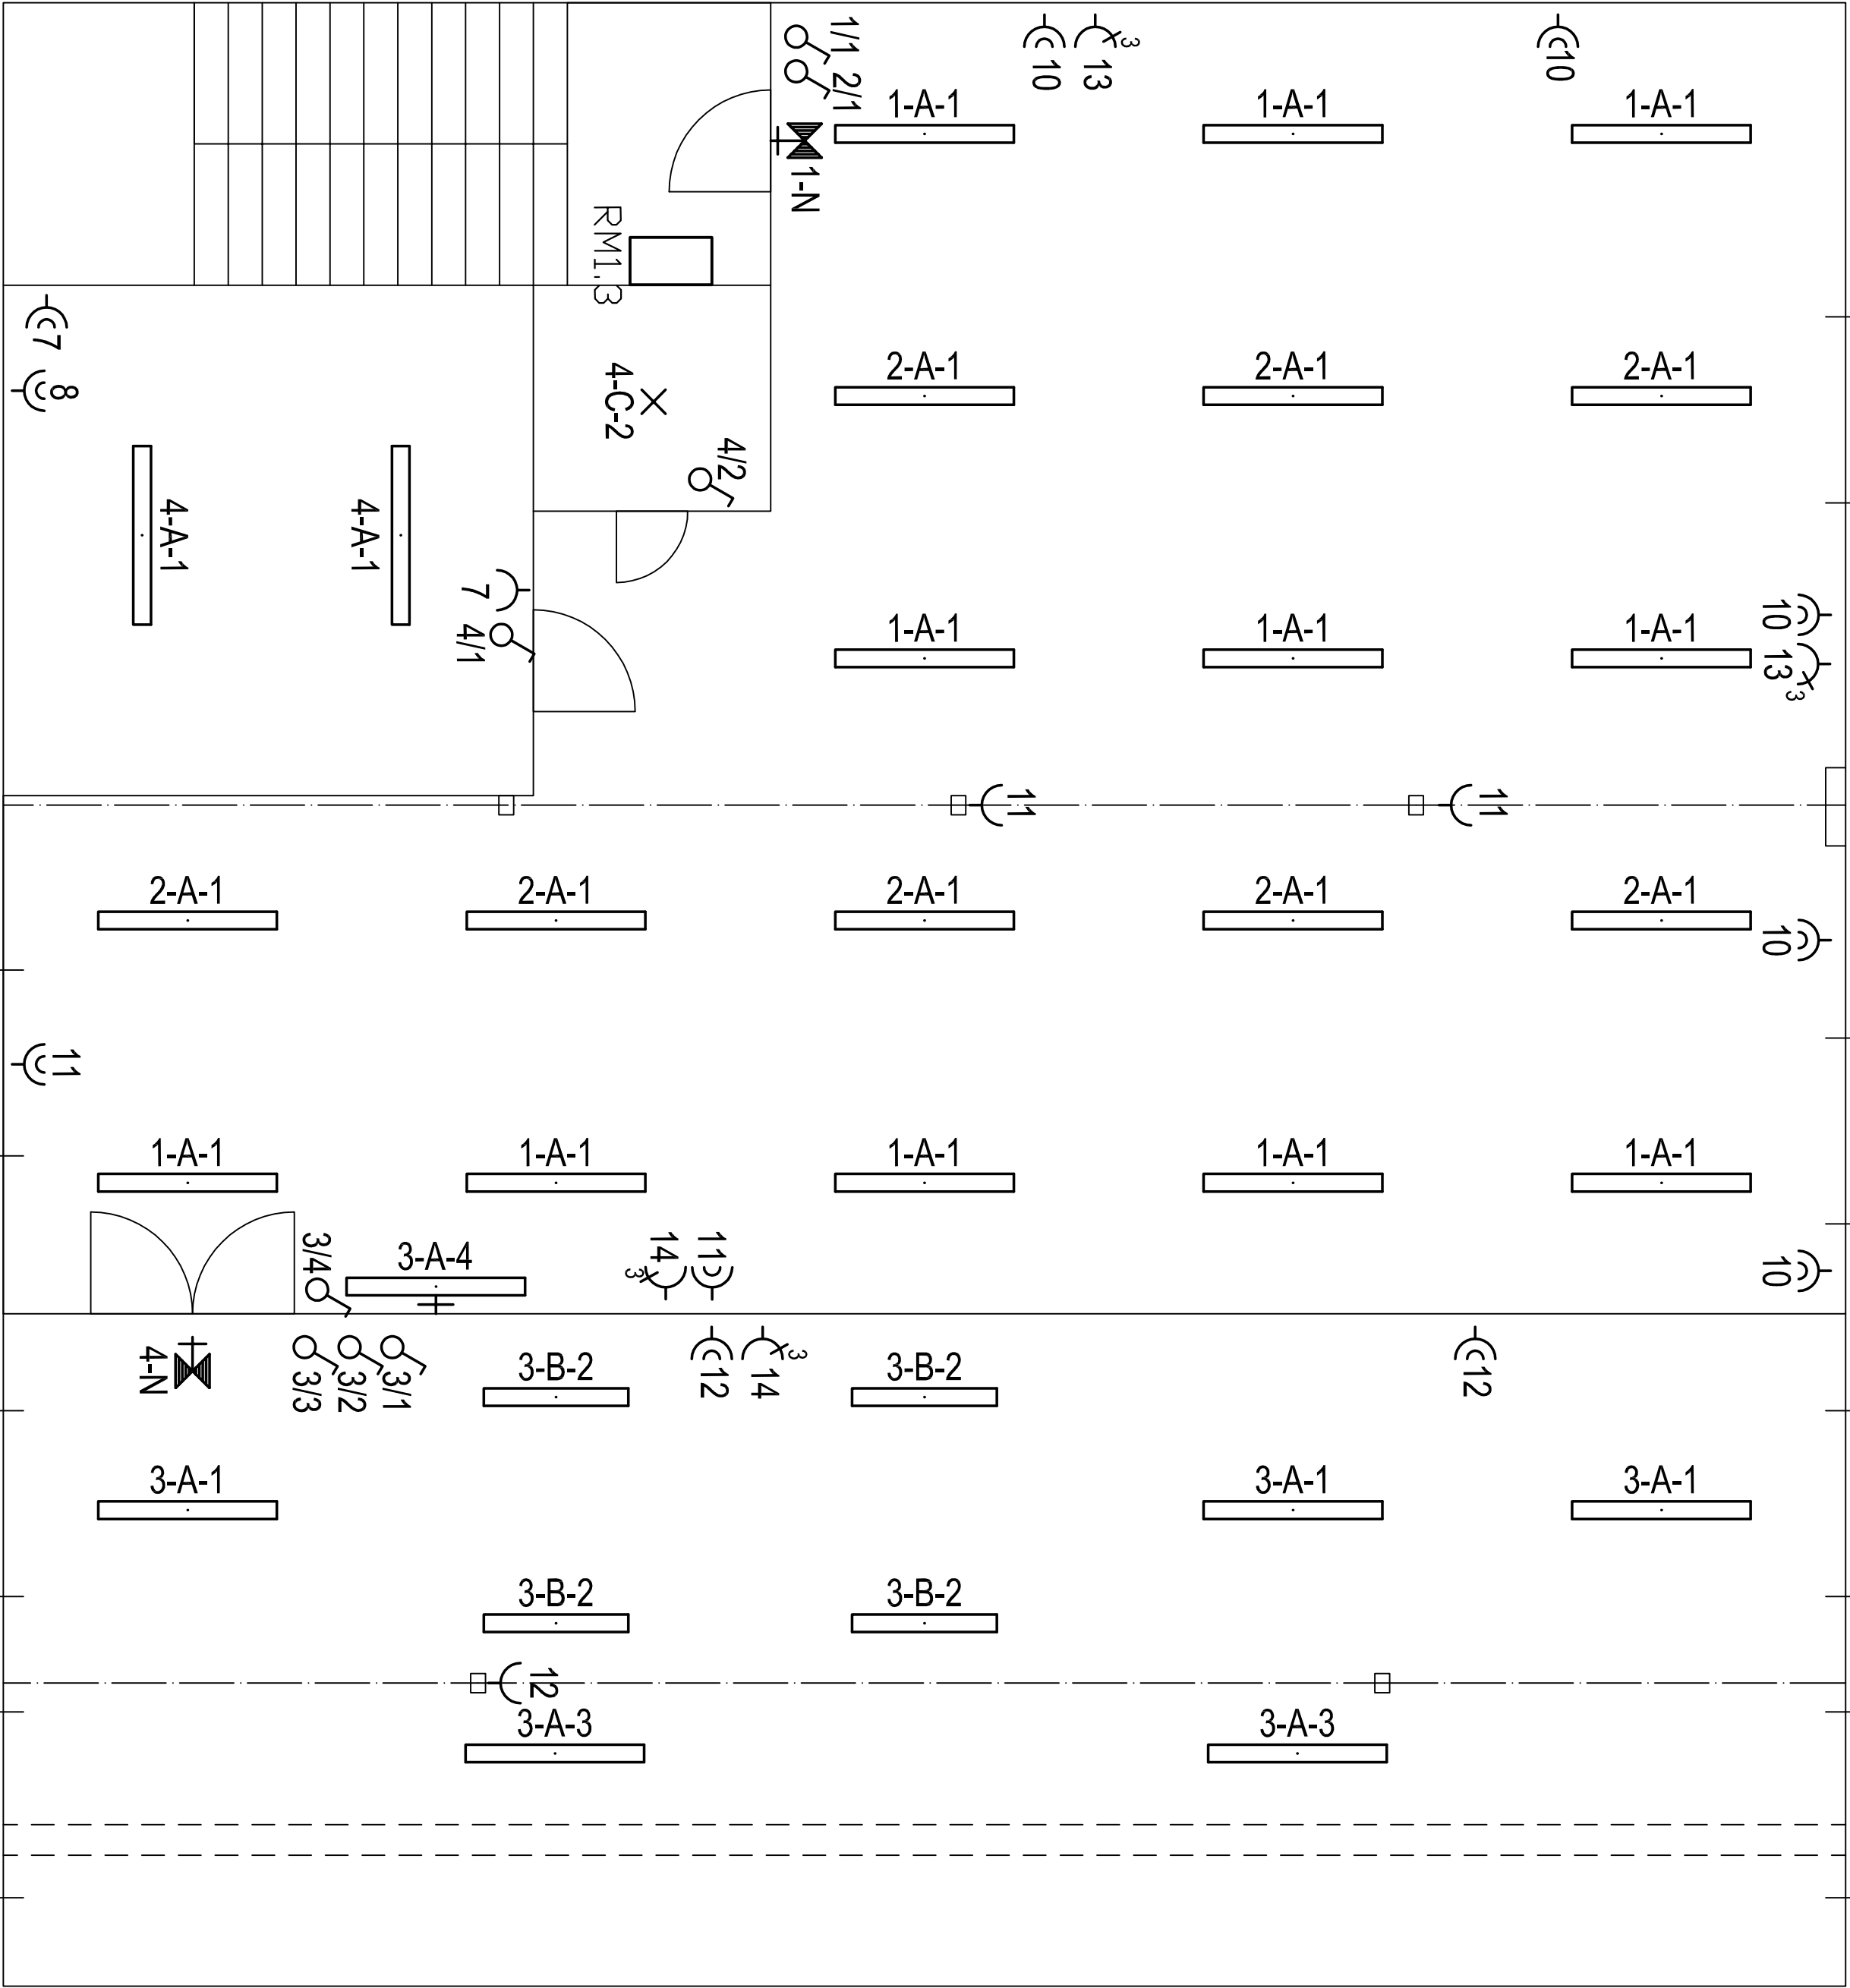 1/1
2/1
10
13
3
10
1-A-1
1-A-1
1-A-1
1-N
RM1.3
7
8
4-C-2
2-A-1
2-A-1
2-A-1
4/2
4-A-1
4-A-1
7
4/1
1-A-1
1-A-1
1-A-1
10
13
3
11
11
2-A-1
2-A-1
2-A-1
2-A-1
2-A-1
10
11
1-A-1
1-A-1
1-A-1
1-A-1
1-A-1
3/4
3-A-4
14
3
11
10
4-N
3/3
3/2
3/1
3-B-2
12
14
3
3-B-2
12
3-A-1
3-A-1
3-A-1
3-B-2
3-B-2
12
3-A-3
3-A-3